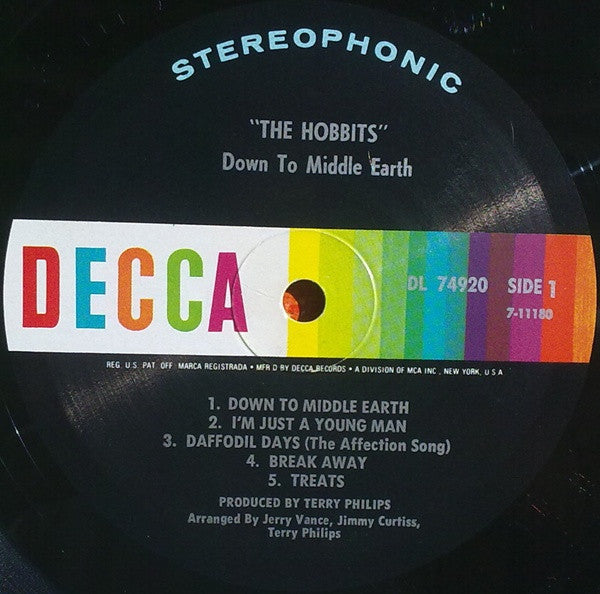 STEREOPHONIC
"THE HOBBITS"
Down To Middle Earth
DECCA
DL 74920 SIDE 1
7-11180
REG. U.S. PAT. OFF. MARCA REGISTRADA • MFR'D BY DECCA RECORDS • A DIVISION OF MCA INC., NEW YORK, U.S.A
1. DOWN TO MIDDLE EARTH
2. I'M JUST A YOUNG MAN
3. DAFFODIL DAYS (The Affection Song)
4. BREAK AWAY
5. TREATS
PRODUCED BY TERRY PHILIPS
Arranged By Jerry Vance, Jimmy Curtiss,
Terry Philips